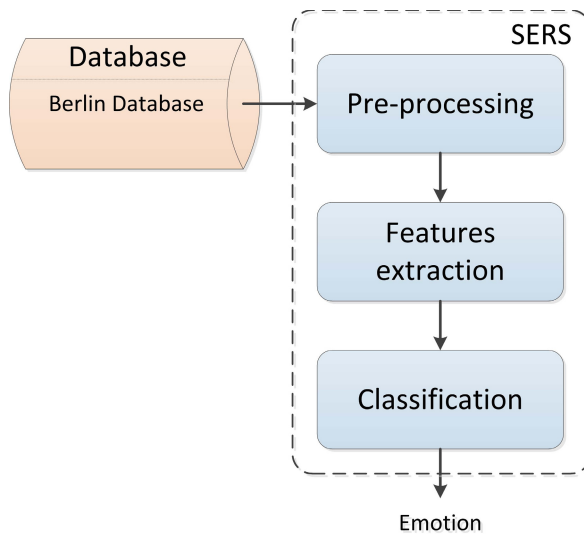 Database
Berlin Database
SERS
Pre-processing
Features
extraction
Classification
Emotion